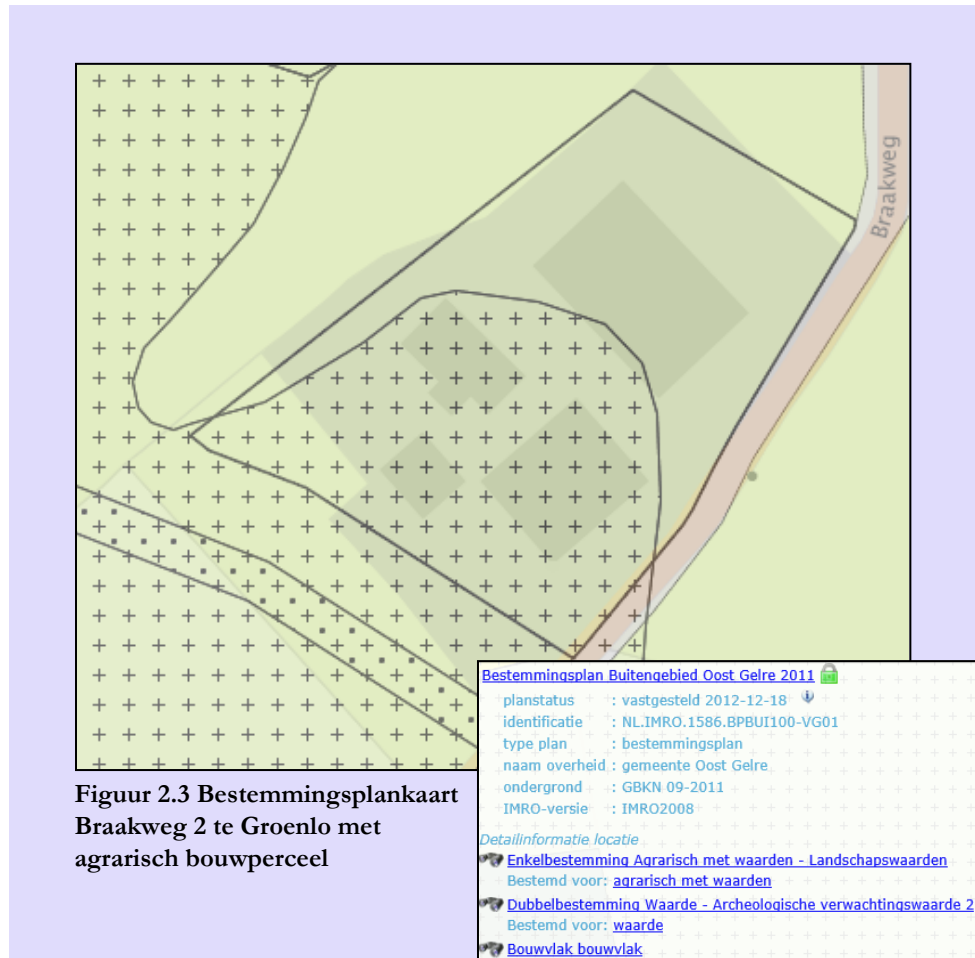 Braakweg
Bestemmingsplan Buitengebied Oost Gelre 2011
planstatus : vastgesteld 2012-12-18
identificatie : NL.IMRO.1586.BPBUI100-VG01
type plan : bestemmingsplan
naam overheid : gemeente Oost Gelre
ondergrond : GBKN 09-2011
IMRO-versie : IMRO2008
Detailinformatie locatie
Enkelbestemming Agrarisch met waarden - Landschapswaarden
Bestemd voor: agrarisch met waarden
Dubbelbestemming Waarde - Archeologische verwachtingswaarde 2
Bestemd voor: waarde
Bouwvlak bouwvlak
Figuur 2.3 Bestemmingsplankaart
Braakweg 2 te Groenlo met
agrarisch bouwperceel